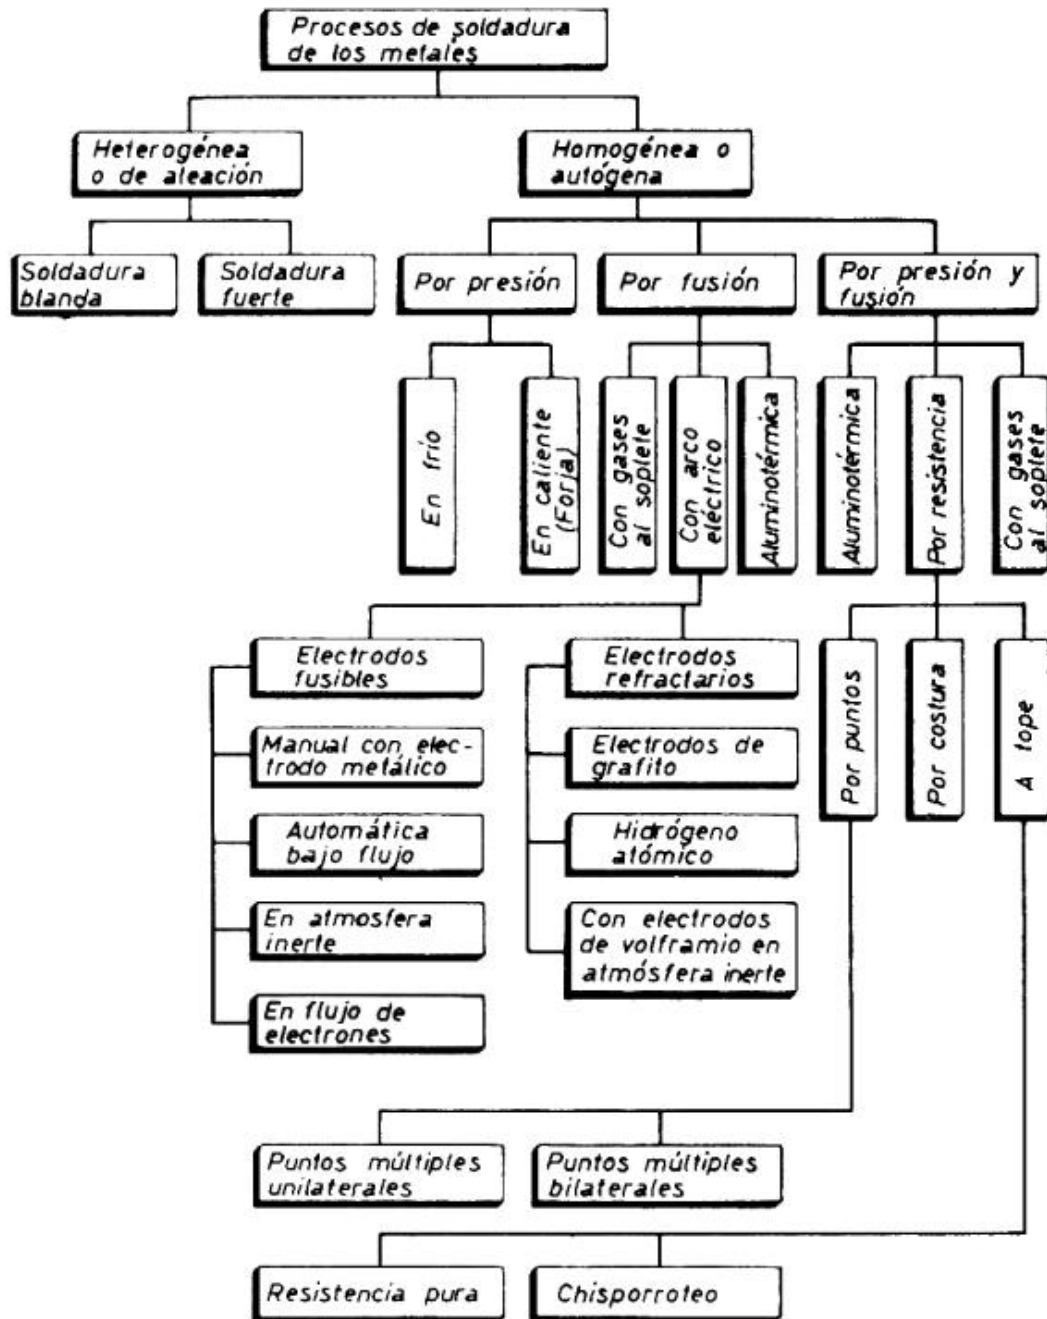 Procesos de soldadura
de los metales
Heterogénea
o de aleación
Homogénea o
autógena
Soldadura
blanda
Soldadura
fuerte
Por presión
Por fusión
Por presión y
fusión
En frío
En caliente
(Forja)
Con gases
al soplete
Con arco
eléctrico
Aluminotérmica
Aluminotérmica
Por resistencia
Con gases
al soplete
Electrodos
fusibles
Electrodos
refractarios
Por puntos
Por costura
A tope
Manual con elec-
trodo metálico
Electrodos de
grafito
Automática
bajo flujo
Hidrógeno
atómico
En atmosfera
inerte
Con electrodos
de volframio en
atmósfera inerte
En flujo de
electrones
Puntos múltiples
unilaterales
Puntos múltiples
bilaterales
Resistencia pura
Chisporroteo